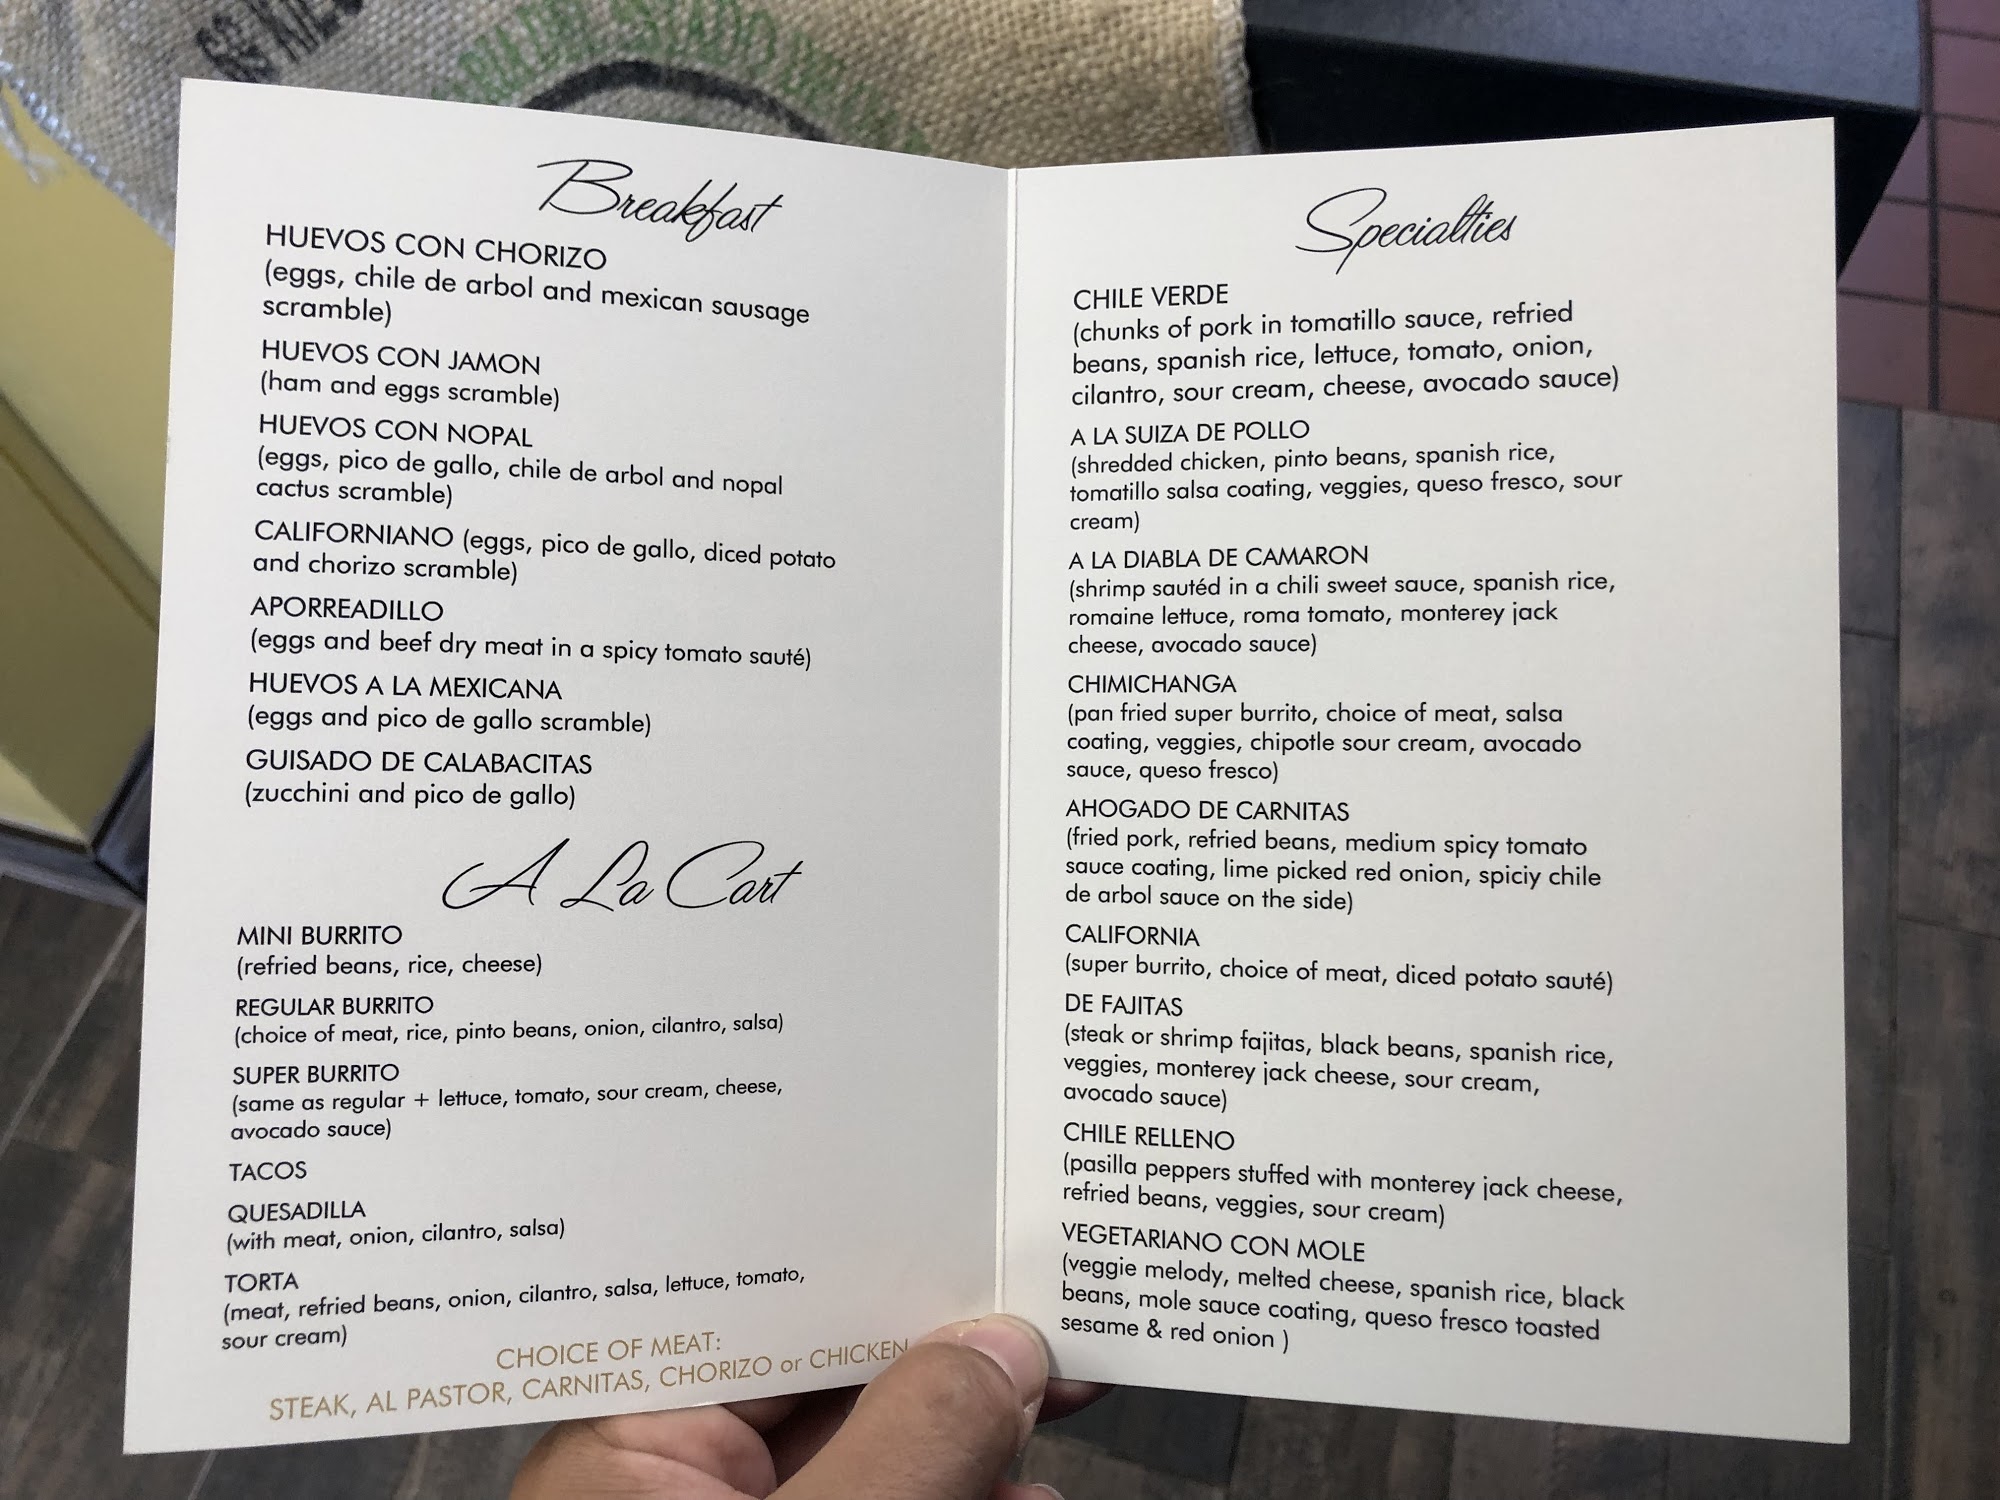 Breakfast
HUEVOS CON CHORIZO
(eggs, chile de arbol and mexican sausage
scramble)
HUEVOS CON JAMON
(ham and eggs scramble)
HUEVOS CON NOPAL
(eggs, pico de gallo, chile de arbol and nopal
cactus scramble)
CALIFORNIANO (eggs, pico de gallo, diced potato
and chorizo scramble)
APORREADILLO
(eggs and beef dry meat in a spicy tomato sauté)
HUEVOS A LA MEXICANA
(eggs and pico de gallo scramble)
GUISADO DE CALABACITAS
(zucchini and pico de gallo)
A La Cart
MINI BURRITO
(refried beans, rice, cheese)
REGULAR BURRITO
(choice of meat, rice, pinto beans, onion, cilantro, salsa)
SUPER BURRITO
(same as regular + lettuce, tomato, sour cream, cheese,
avocado sauce)
TACOS
QUESADILLA
(with meat, onion, cilantro, salsa)
TORTA
(meat, refried beans, onion, cilantro, salsa, lettuce, tomato,
sour cream)
CHOICE OF MEAT:
STEAK, AL PASTOR, CARNITAS, CHORIZO or CHICKEN
Specialties
CHILE VERDE
(chunks of pork in tomatillo sauce, refried
beans, spanish rice, lettuce, tomato, onion,
cilantro, sour cream, cheese, avocado sauce)
A LA SUIZA DE POLLO
(shredded chicken, pinto beans, spanish rice,
tomatillo salsa coating, veggies, queso fresco, sour
cream)
A LA DIABLA DE CAMARON
(shrimp sautéd in a chili sweet sauce, spanish rice,
romaine lettuce, roma tomato, monterey jack
cheese, avocado sauce)
CHIMICHANGA
(pan fried super burrito, choice of meat, salsa
coating, veggies, chipotle sour cream, avocado
sauce, queso fresco)
AHOGADO DE CARNITAS
(fried pork, refried beans, medium spicy tomato
sauce coating, lime picked red onion, spiciy chile
de arbol sauce on the side)
CALIFORNIA
(super burrito, choice of meat, diced potato sauté)
DE FAJITAS
(steak or shrimp fajitas, black beans, spanish rice,
veggies, monterey jack cheese, sour cream,
avocado sauce)
CHILE RELLENO
(pasilla peppers stuffed with monterey jack cheese,
refried beans, veggies, sour cream)
VEGETARIANO CON MOLE
(veggie melody, melted cheese, spanish rice, black
beans, mole sauce coating, queso fresco toasted
sesame & red onion )